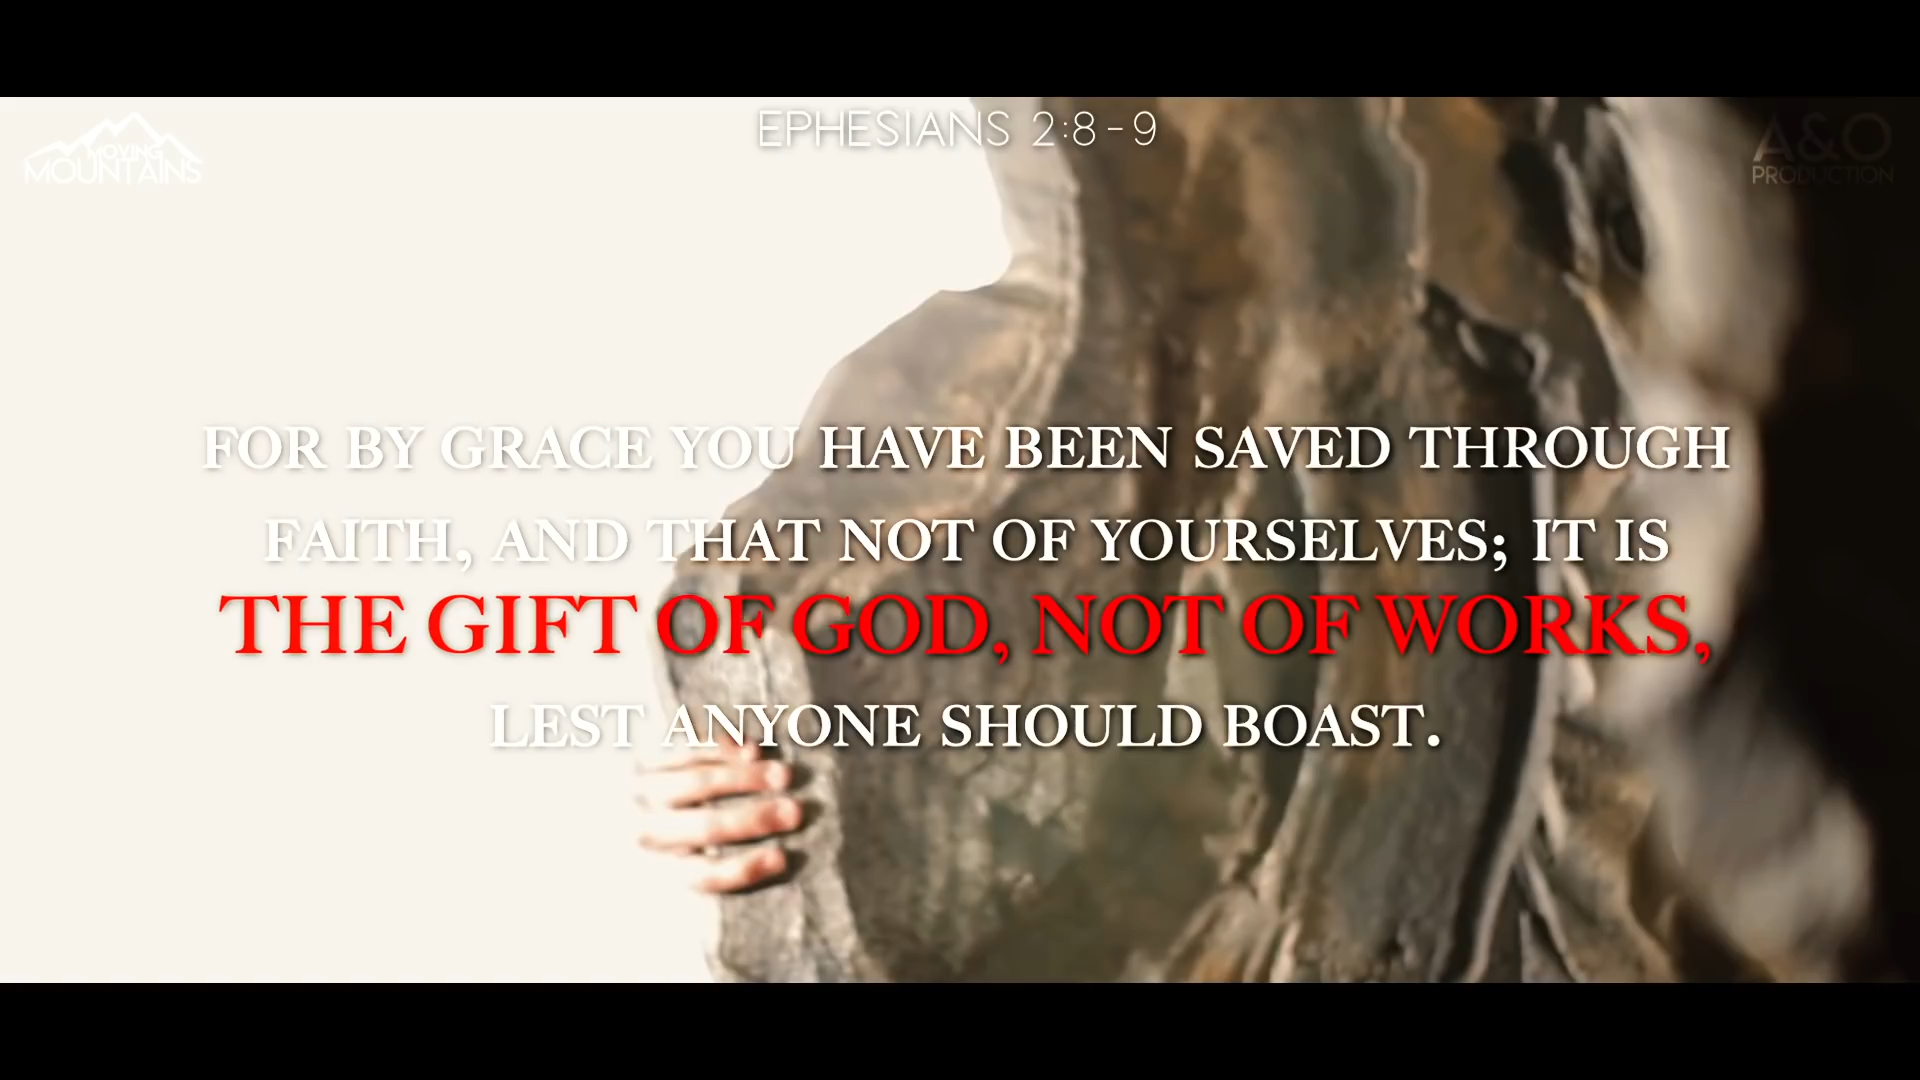 EPHESIANS 2:8-9
MOVING
MOUNTAINS
A&O
PRODUCTION
FOR BY GRACE YOU HAVE BEEN SAVED THROUGH
FAITH, AND THAT NOT OF YOURSELVES; IT IS
THE GIFT OF GOD, NOT OF WORKS,
LEST ANYONE SHOULD BOAST.